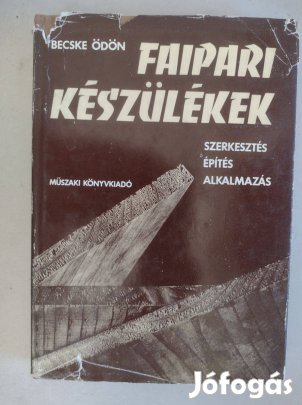 BECSKE ÖDÖN
FAIPARI
KÉSZÜLÉKEK
SZERKESZTÉS
ÉPÍTÉS
ALKALMAZÁS
MŰSZAKI KÖNYVKIADÓ
Jófogás